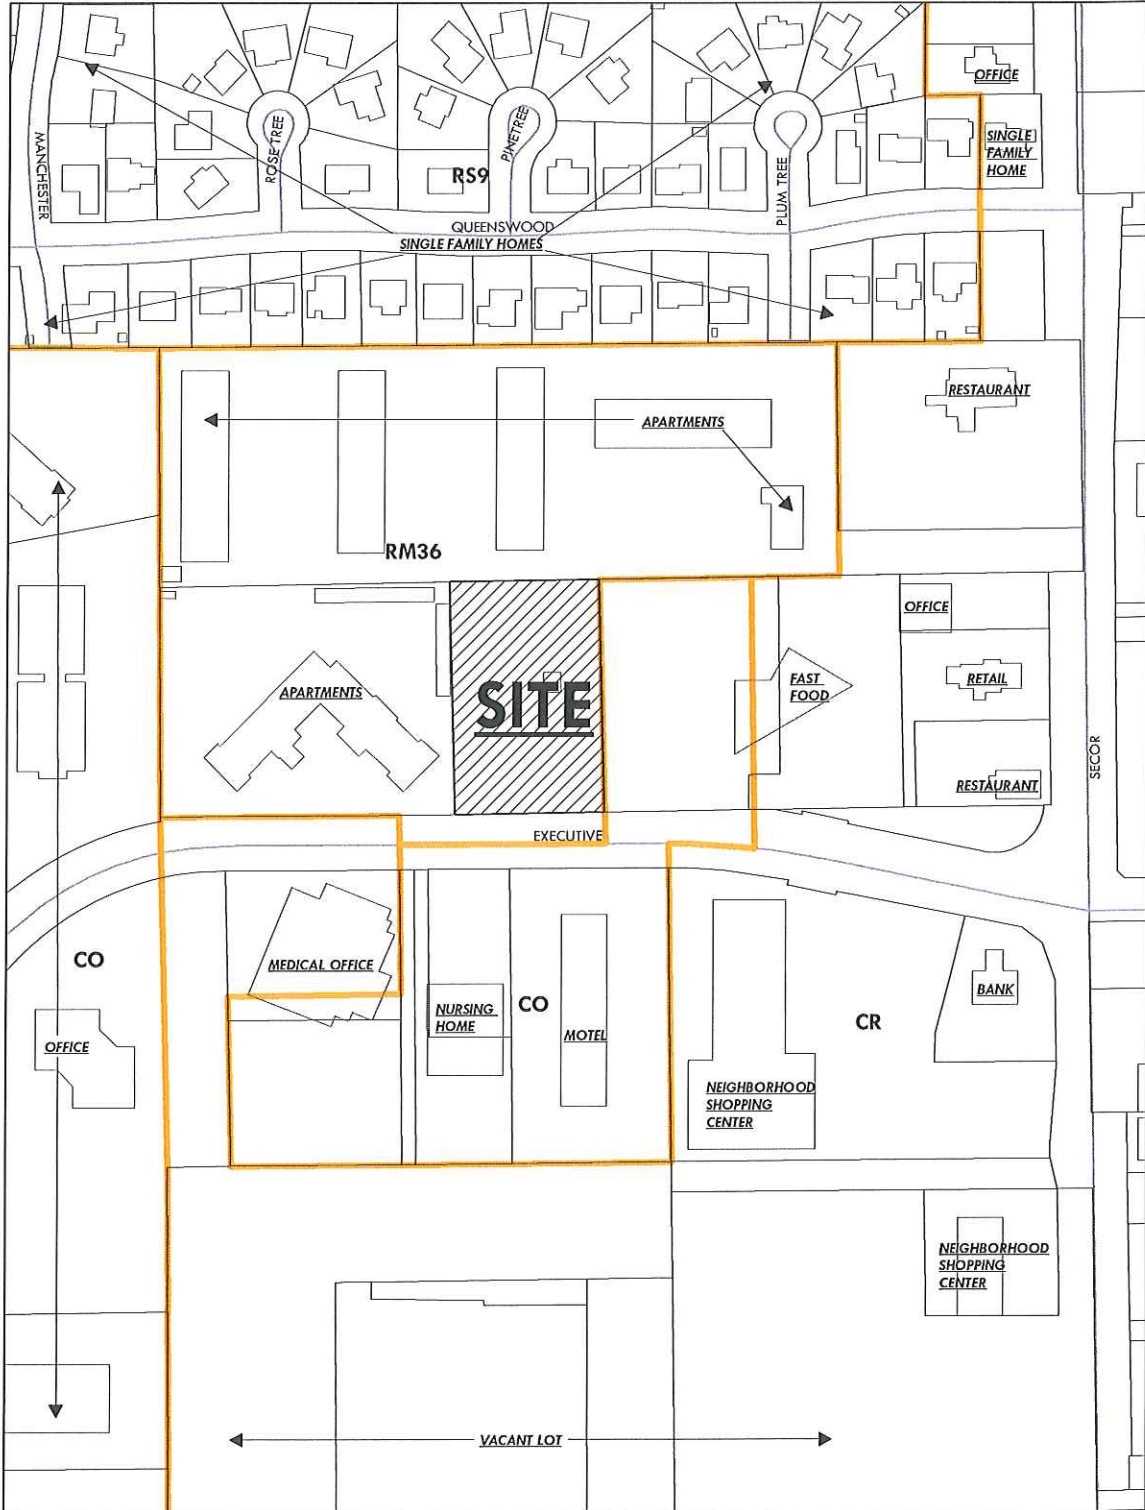 OFFICE
SINGLE
FAMILY
HOME
MANCHESTER
ROSE TREE
PINETREE
PLUM TREE
RS9
QUEENSWOOD
SINGLE FAMILY HOMES
RESTAURANT
APARTMENTS
RM36
OFFICE
APARTMENTS
SITE
FAST
FOOD
RETAIL
SECOR
RESTAURANT
EXECUTIVE
CO
MEDICAL OFFICE
BANK
NURSING
HOME
CO
MOTEL
CR
OFFICE
NEIGHBORHOOD
SHOPPING
CENTER
NEIGHBORHOOD
SHOPPING
CENTER
VACANT LOT